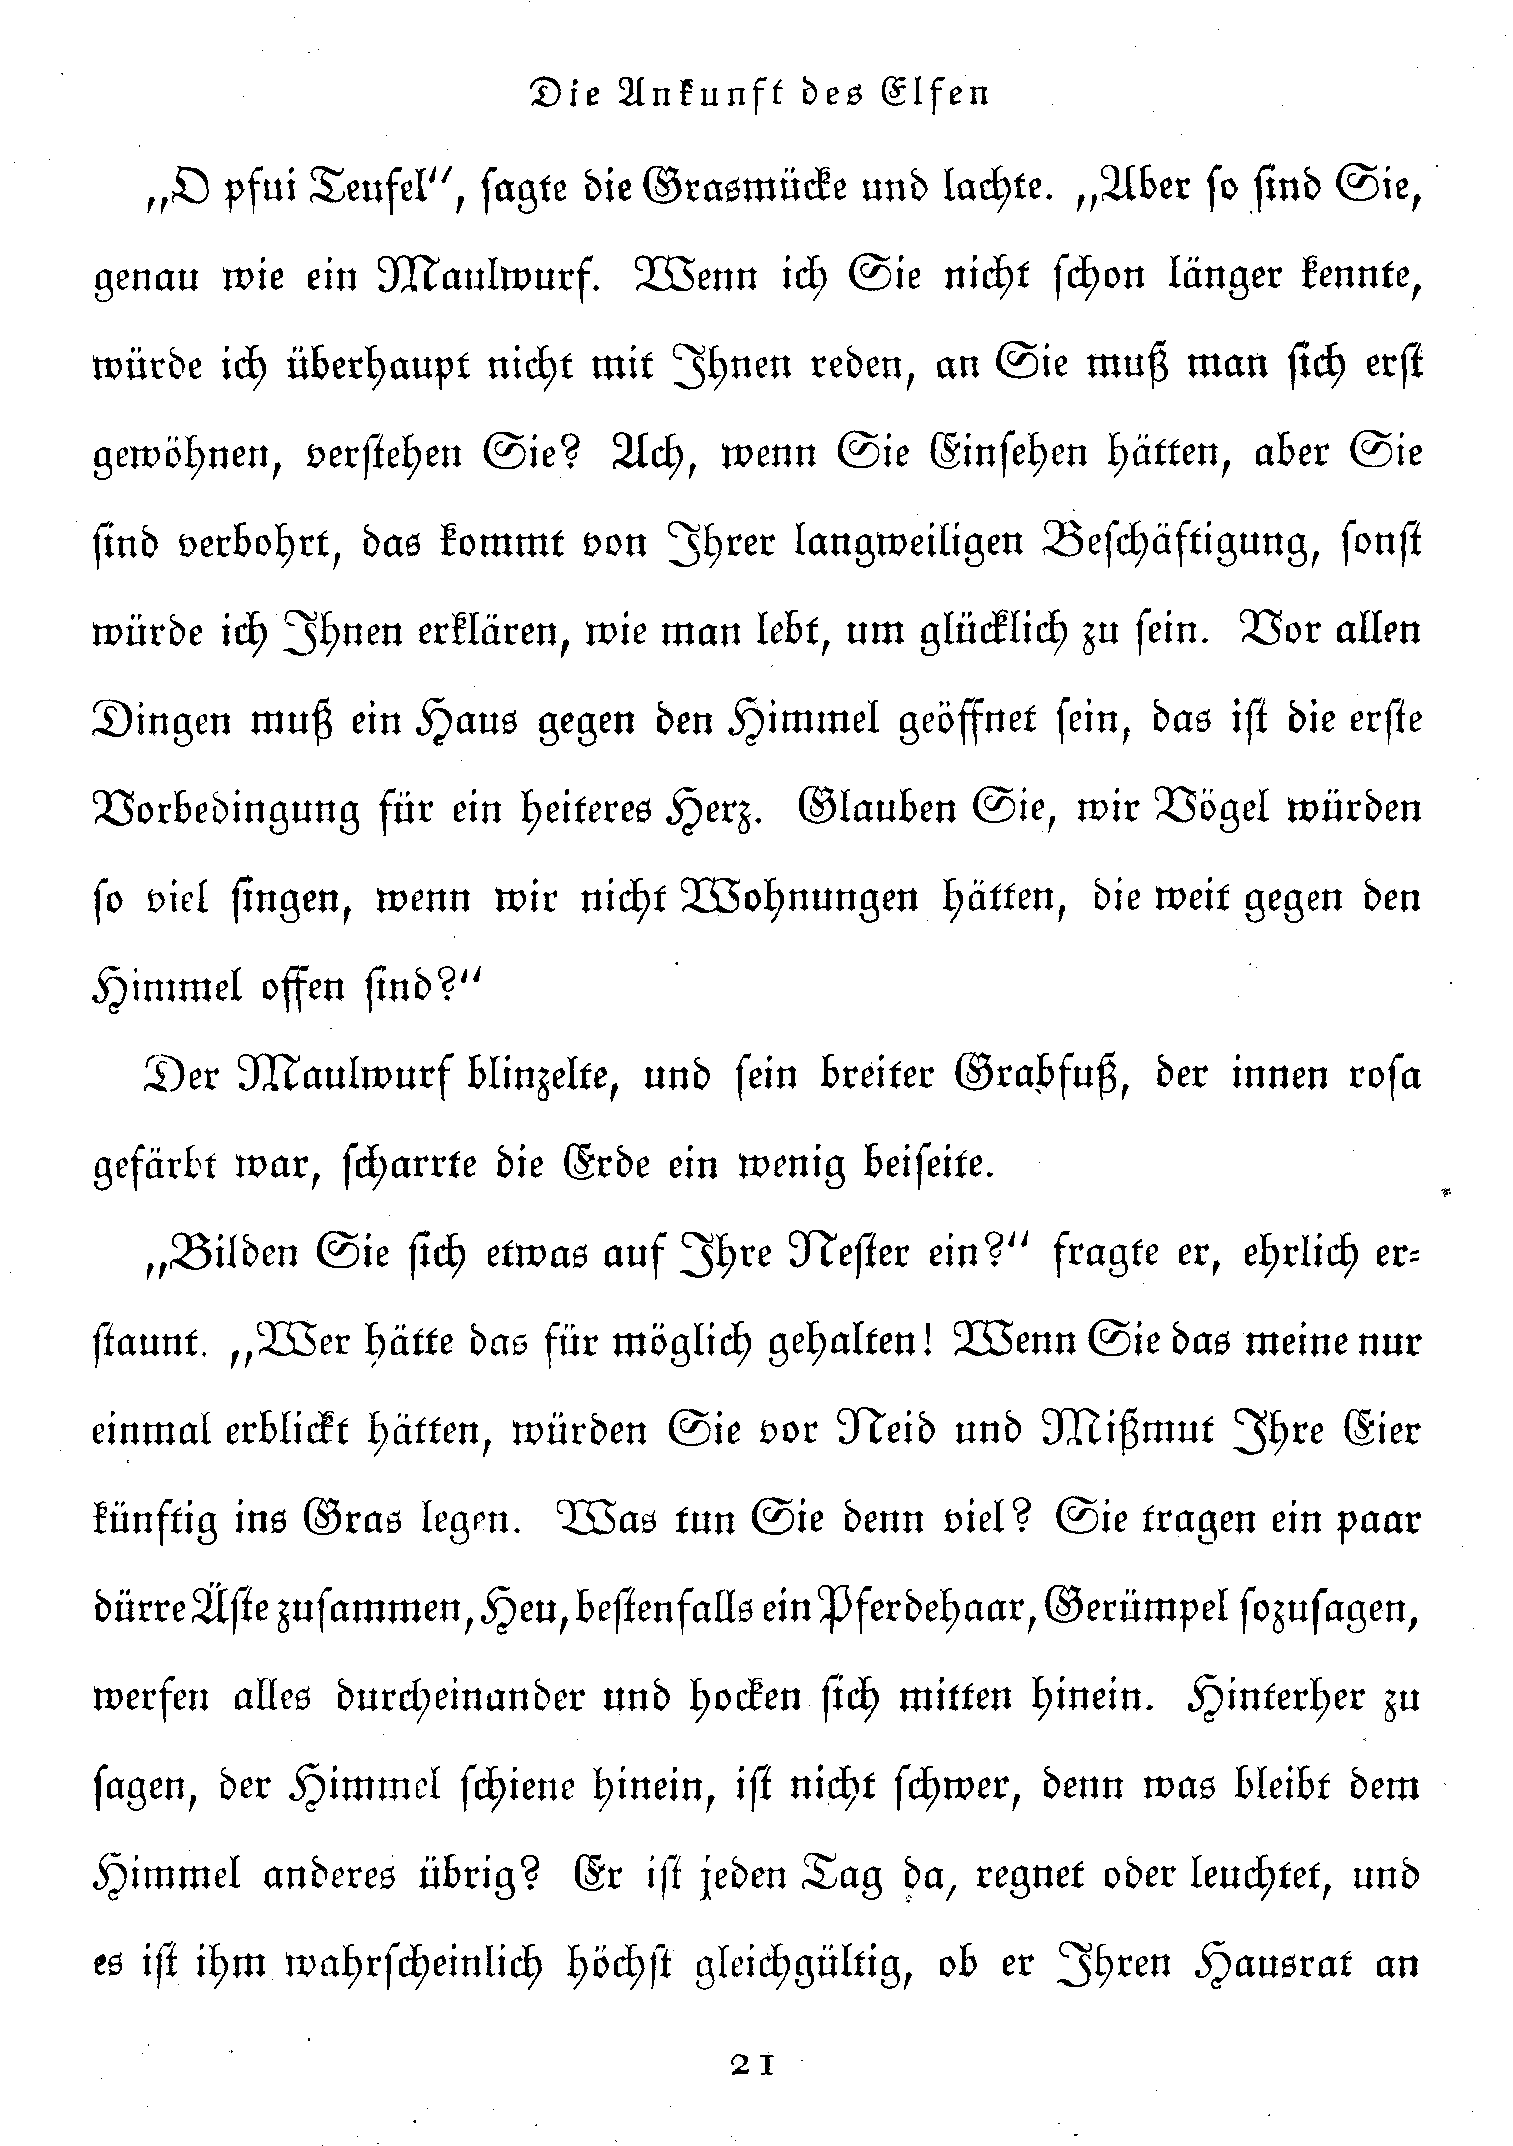 Die Ankunft des Elfen
„O pfui Teufel“, sagte die Grasmücke und lachte. „Aber so sind Sie,
genau wie ein Maulwurf. Wenn ich Sie nicht schon länger kennte,
würde ich überhaupt nicht mit Ihnen reden, an Sie muß man sich erst
gewöhnen, verstehen Sie? Ach, wenn Sie Einsehen hätten, aber Sie
sind verbohrt, das kommt von Ihrer langweiligen Beschäftigung, sonst
würde ich Ihnen erklären, wie man lebt, um glücklich zu sein. Vor allen
Dingen muß ein Haus gegen den Himmel geöffnet sein, das ist die erste
Vorbedingung für ein heiteres Herz. Glauben Sie, wir Vögel würden
so viel singen, wenn wir nicht Wohnungen hätten, die weit gegen den
Himmel offen sind?“
Der Maulwurf blinzelte, und sein breiter Grabfuß, der innen rosa
gefärbt war, scharrte die Erde ein wenig beiseite.
„Bilden Sie sich etwas auf Ihre Nester ein?“ fragte er, ehrlich er-
staunt. „Wer hätte das für möglich gehalten! Wenn Sie das meine nur
einmal erblickt hätten, würden Sie vor Neid und Mißmut Ihre Eier
künftig ins Gras legen. Was tun Sie denn viel? Sie tragen ein paar
dürre Äste zusammen, Heu, bestenfalls ein Pferdehaar, Gerümpel sozusagen,
werfen alles durcheinander und hocken sich mitten hinein. Hinterher zu
sagen, der Himmel schiene hinein, ist nicht schwer, denn was bleibt dem
Himmel anderes übrig? Er ist jeden Tag da, regnet oder leuchtet, und
es ist ihm wahrscheinlich höchst gleichgültig, ob er Ihren Hausrat an
21